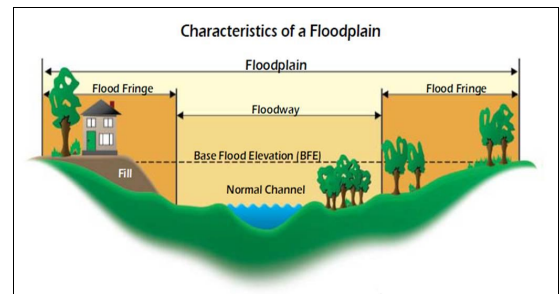 Characteristics of a Floodplain
Floodplain
Flood Fringe
Flood Fringe
Floodway
Base Flood Elevation (BFE)
Fill
Normal Channel